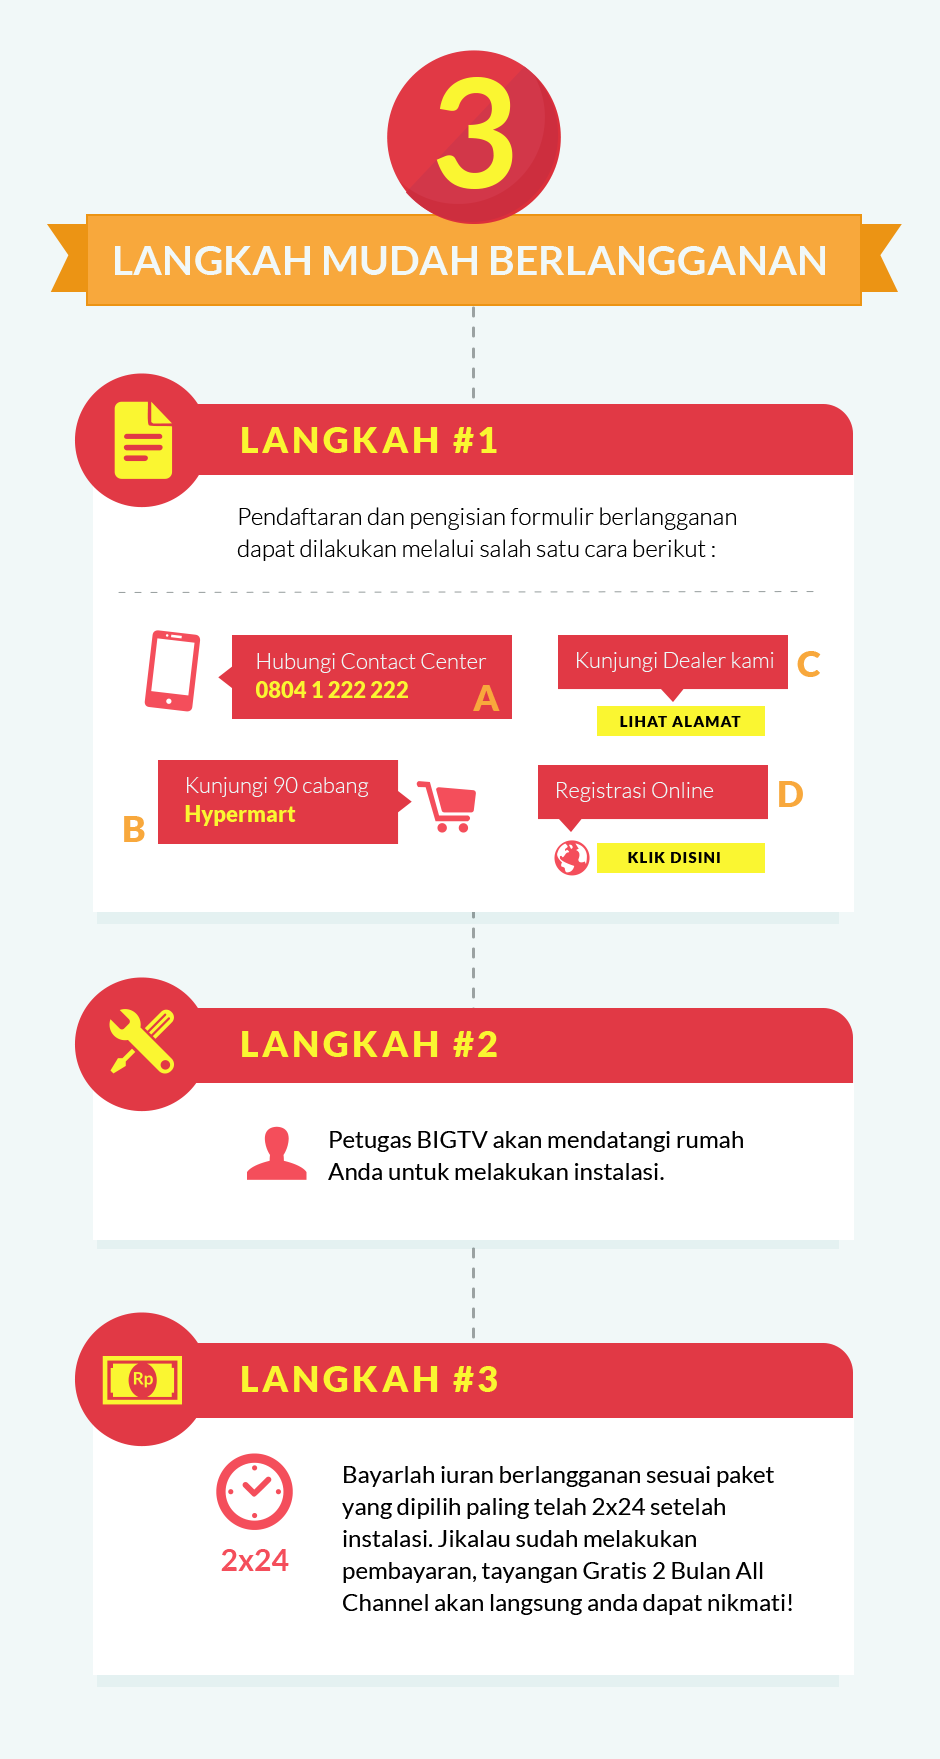 3
LANGKAH MUDAH BERLANGGANAN
LANGKAH #1
Pendaftaran dan pengisian formulir berlangganan
dapat dilakukan melalui salah satu cara berikut :
Hubungi Contact Center
0804 1 222 222
A
Kunjungi 90 cabang
Hypermart
B
Kunjungi Dealer kami
C
LIHAT ALAMAT
Registrasi Online
D
KLIK DISINI
LANGKAH #2
Petugas BIGTV akan mendatangi rumah
Anda untuk melakukan instalasi.
Rp
LANGKAH #3
2x24
Bayarlah iuran berlangganan sesuai paket
yang dipilih paling telah 2x24 setelah
instalasi. Jikalau sudah melakukan
pembayaran, tayangan Gratis 2 Bulan All
Channel akan langsung anda dapat nikmati!